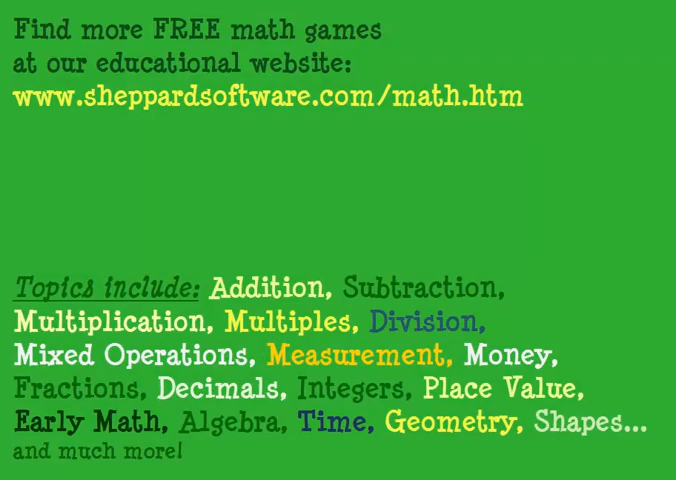 Find more FREE math games
at our educational website:
www.sheppardsoftware.com/math.htm
Topics include: Addition, Subtraction,
Multiplication, Multiples, Division,
Mixed Operations, Measurement, Money,
Fractions, Decimals, Integers, Place Value,
Early Math, Algebra, Time, Geometry, Shapes...
and much more!